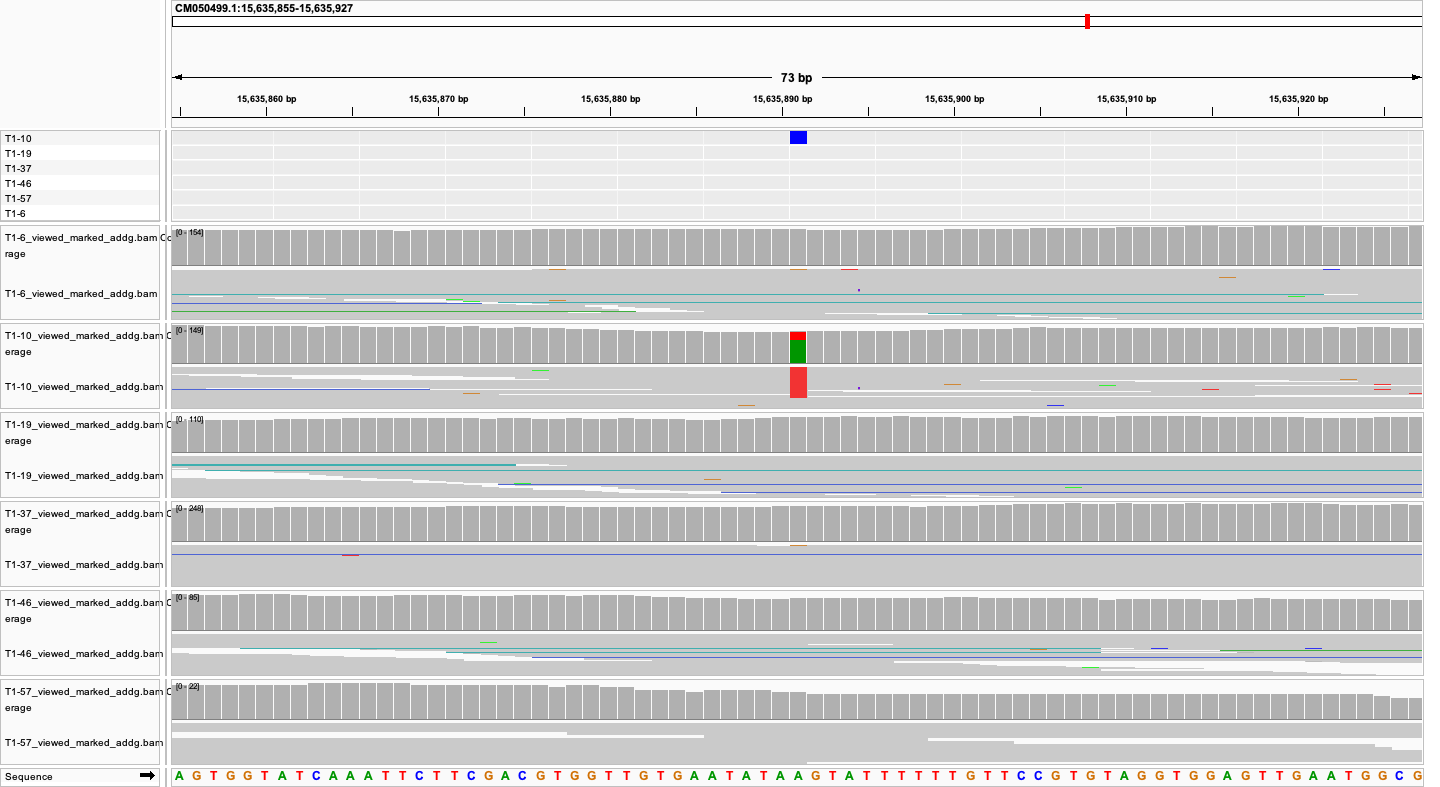 CM050499.1:15,635,855-15,635,927
73 bp
15,635,860 bp 15,635,870 bp 15,635,880 bp 15,635,890 bp 15,635,900 bp 15,635,910 bp 15,635,920 bp
T1-10
T1-19
T1-37
T1-46
T1-57
T1-6
T1-6_viewed_marked_addg.bam Co [0 - 154]
rage
T1-6_viewed_marked_addg.bam
T1-10_viewed_marked_addg.bam C [0 - 149]
erage
T1-10_viewed_marked_addg.bam
T1-19_viewed_marked_addg.bam C [0 - 110]
erage
T1-19_viewed_marked_addg.bam
T1-37_viewed_marked_addg.bam C [0 - 248]
erage
T1-37_viewed_marked_addg.bam
T1-46_viewed_marked_addg.bam C [0 - 85]
erage
T1-46_viewed_marked_addg.bam
T1-57_viewed_marked_addg.bam C [0 - 22]
erage
T1-57_viewed_marked_addg.bam
Sequence A G T G G T A T C A A A T T C T T C G A C G T G G T T G T G A A T A T A A G T A T T T T T T G T T C C G T G T A G G T G G A G T T G A A T G G C G